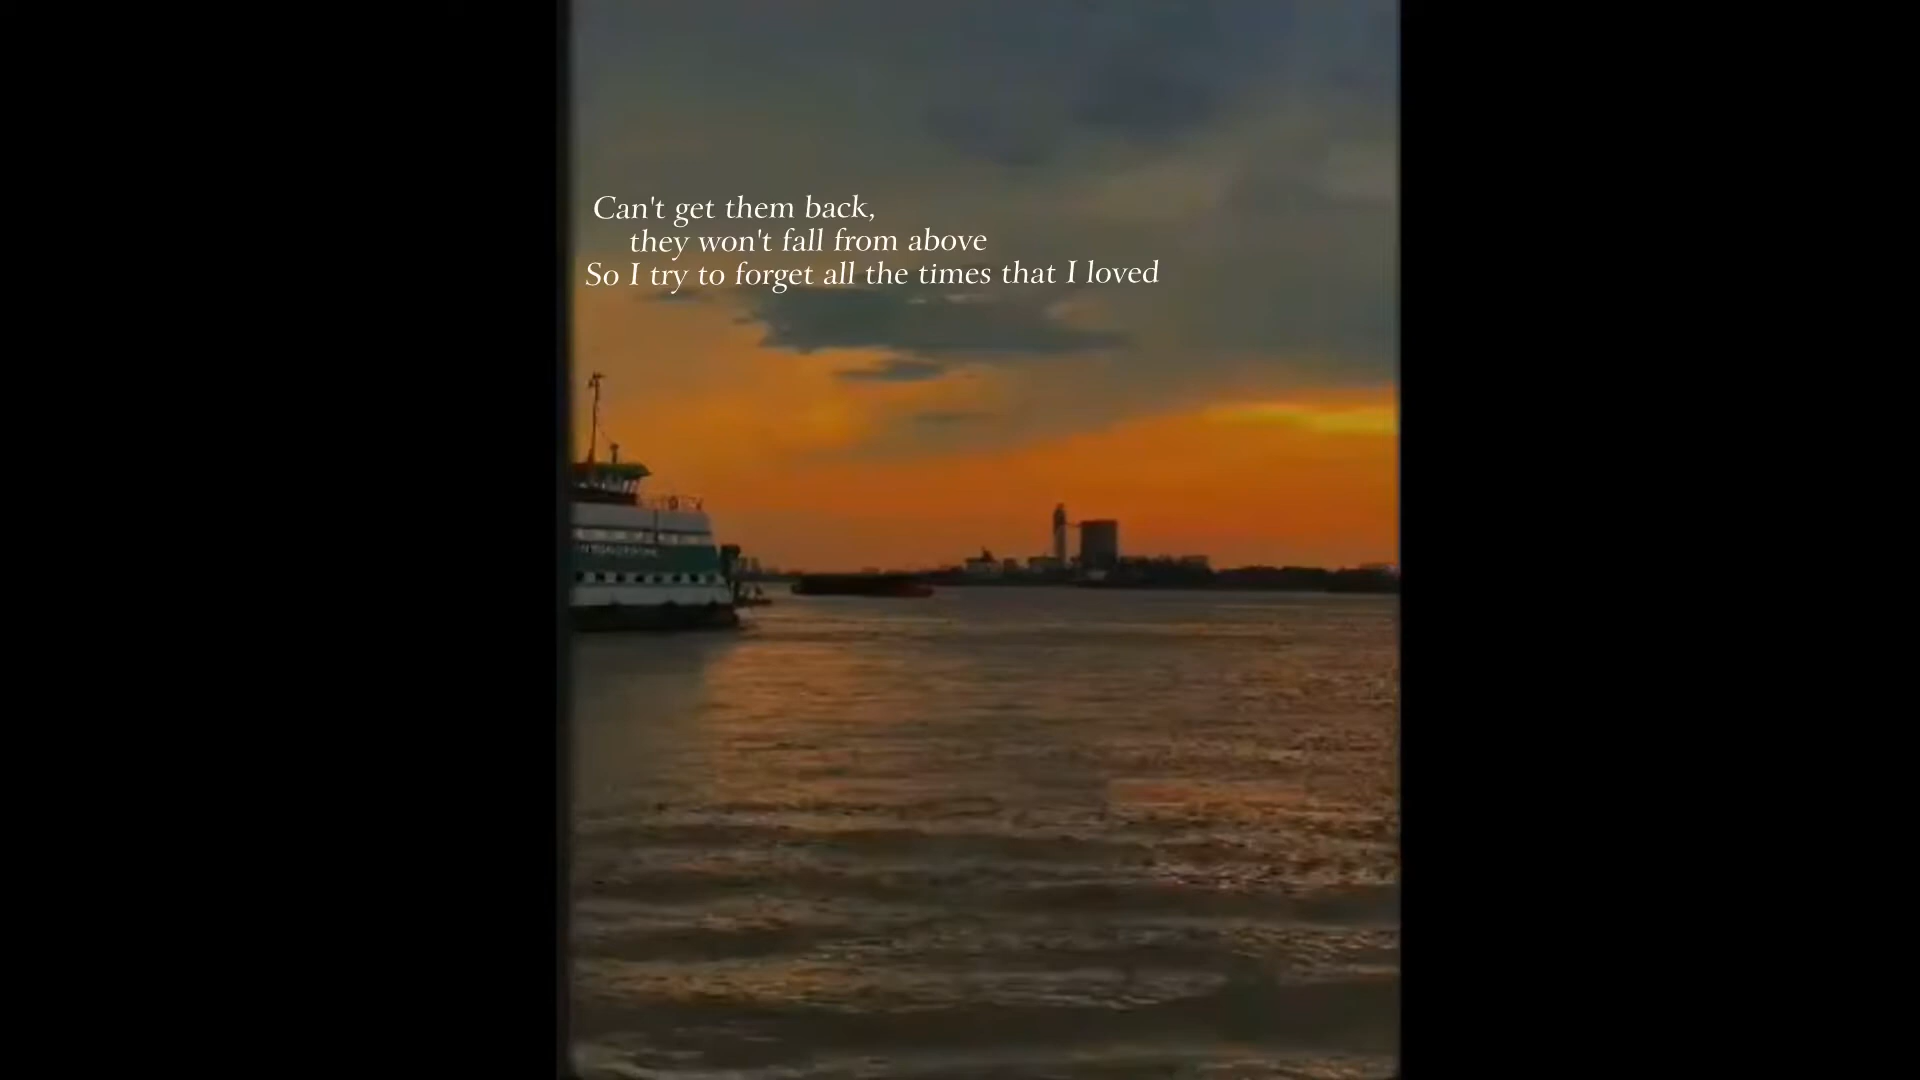 Can't get them back,
they won't fall from above
So I try to forget all the times that I loved